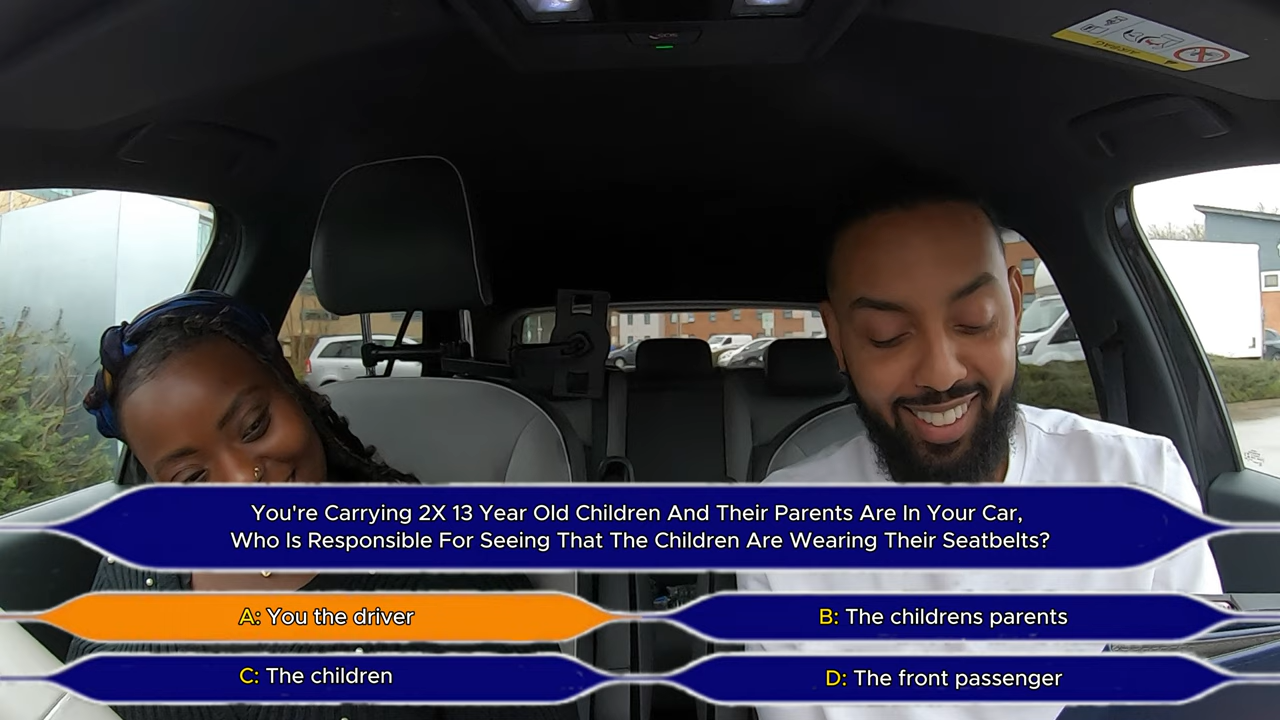 You're Carrying 2X 13 Year Old Children And Their Parents Are In Your Car,
Who Is Responsible For Seeing That The Children Are Wearing Their Seatbelts?
A: You the driver
B: The childrens parents
C: The children
D: The front passenger